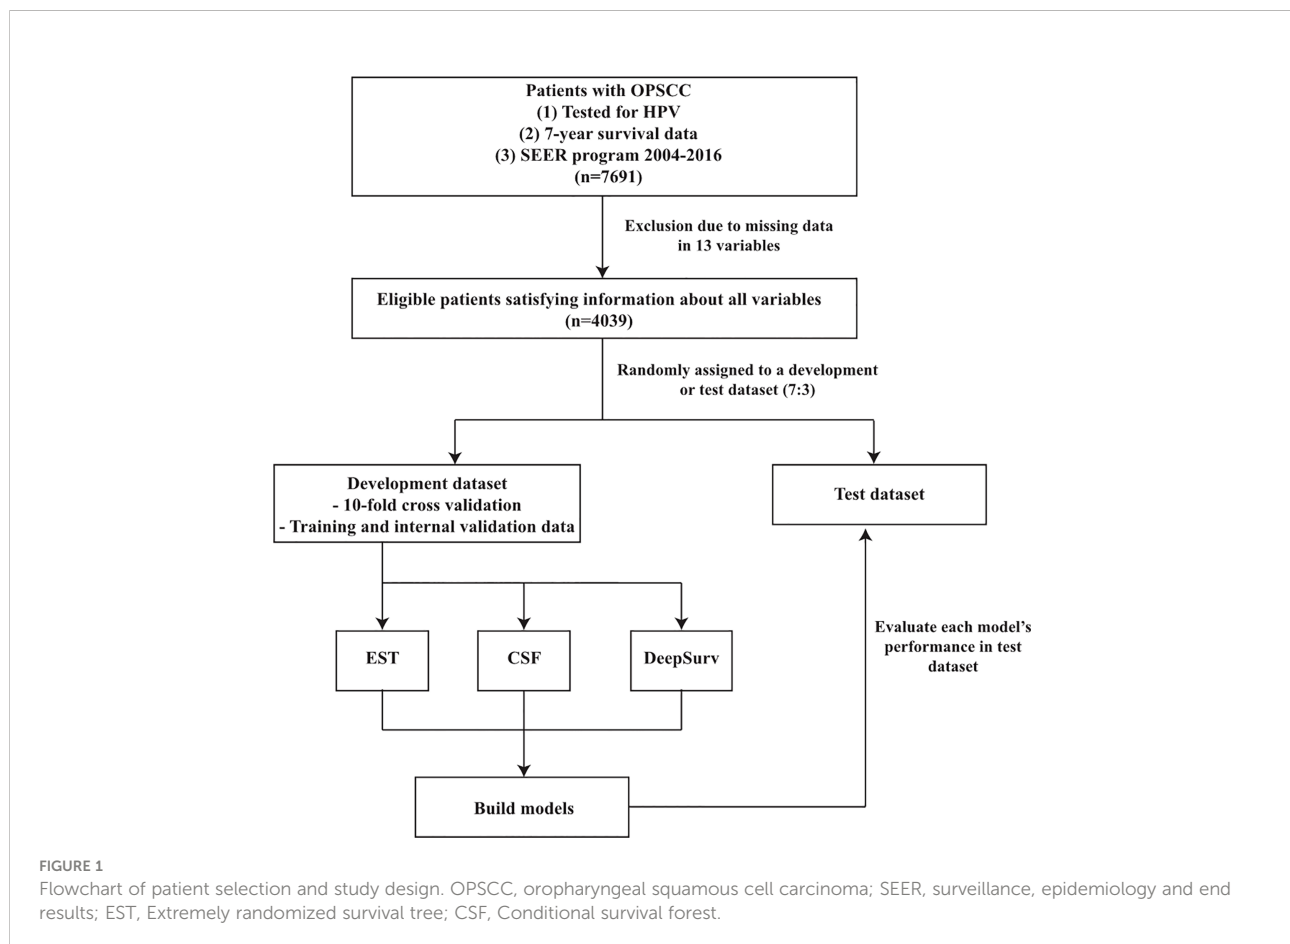 Patients with OPSCC
(1) Tested for HPV
(2) 7-year survival data
(3) SEER program 2004-2016
(n=7691)
Exclusion due to missing data
in 13 variables
Eligible patients satisfying information about all variables
(n=4039)
Randomly assigned to a development
or test dataset (7:3)
Development dataset
- 10-fold cross validation
- Training and internal validation data
Test dataset
EST
CSF
DeepSurv
Evaluate each model’s
performance in test
dataset
Build models
FIGURE 1
Flowchart of patient selection and study design. OPSCC, oropharyngeal squamous cell carcinoma; SEER, surveillance, epidemiology and end
results; EST, Extremely randomized survival tree; CSF, Conditional survival forest.